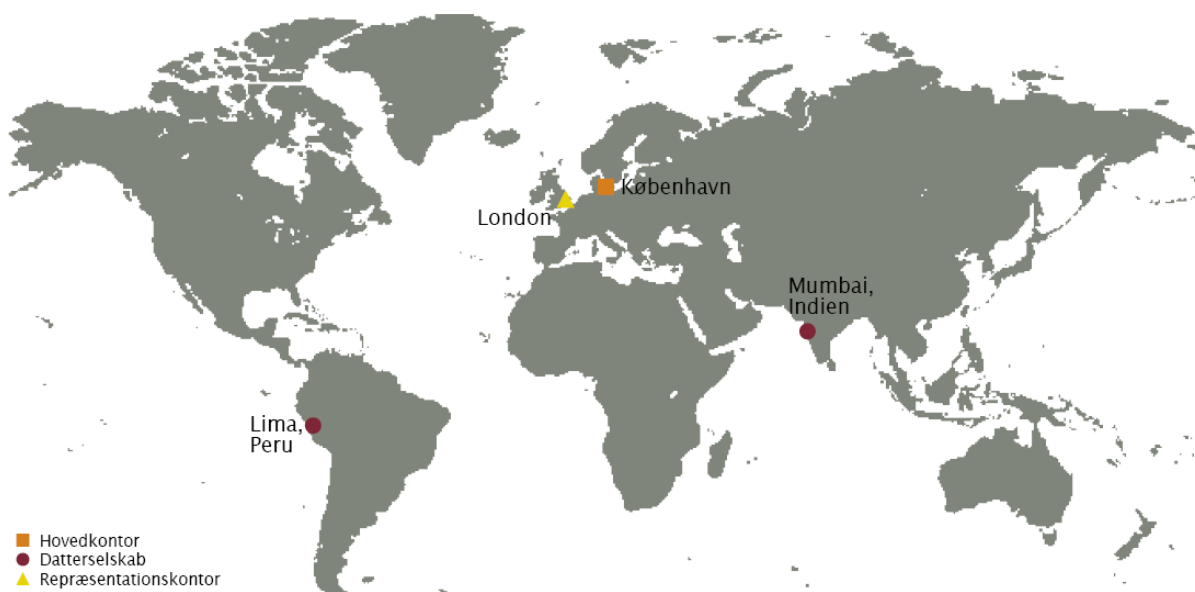 København
London
Mumbai,
Indien
Lima,
Peru
Hovedkontor
Datterselskab
Repræsentationskontor